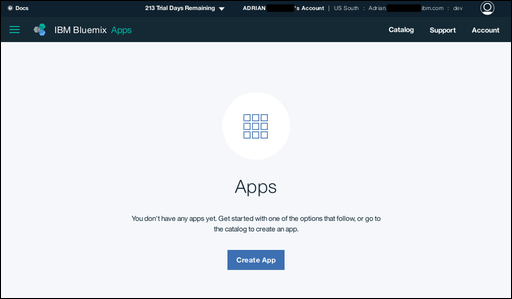 Docs
213 Trial Days Remaining
ADRIAN 's Account | US South : Adrian ibm.com : dev
IBM Bluemix Apps
Catalog Support Account
Apps
You don't have any apps yet. Get started with one of the options that follow, or go to
the catalog to create an app.
Create App